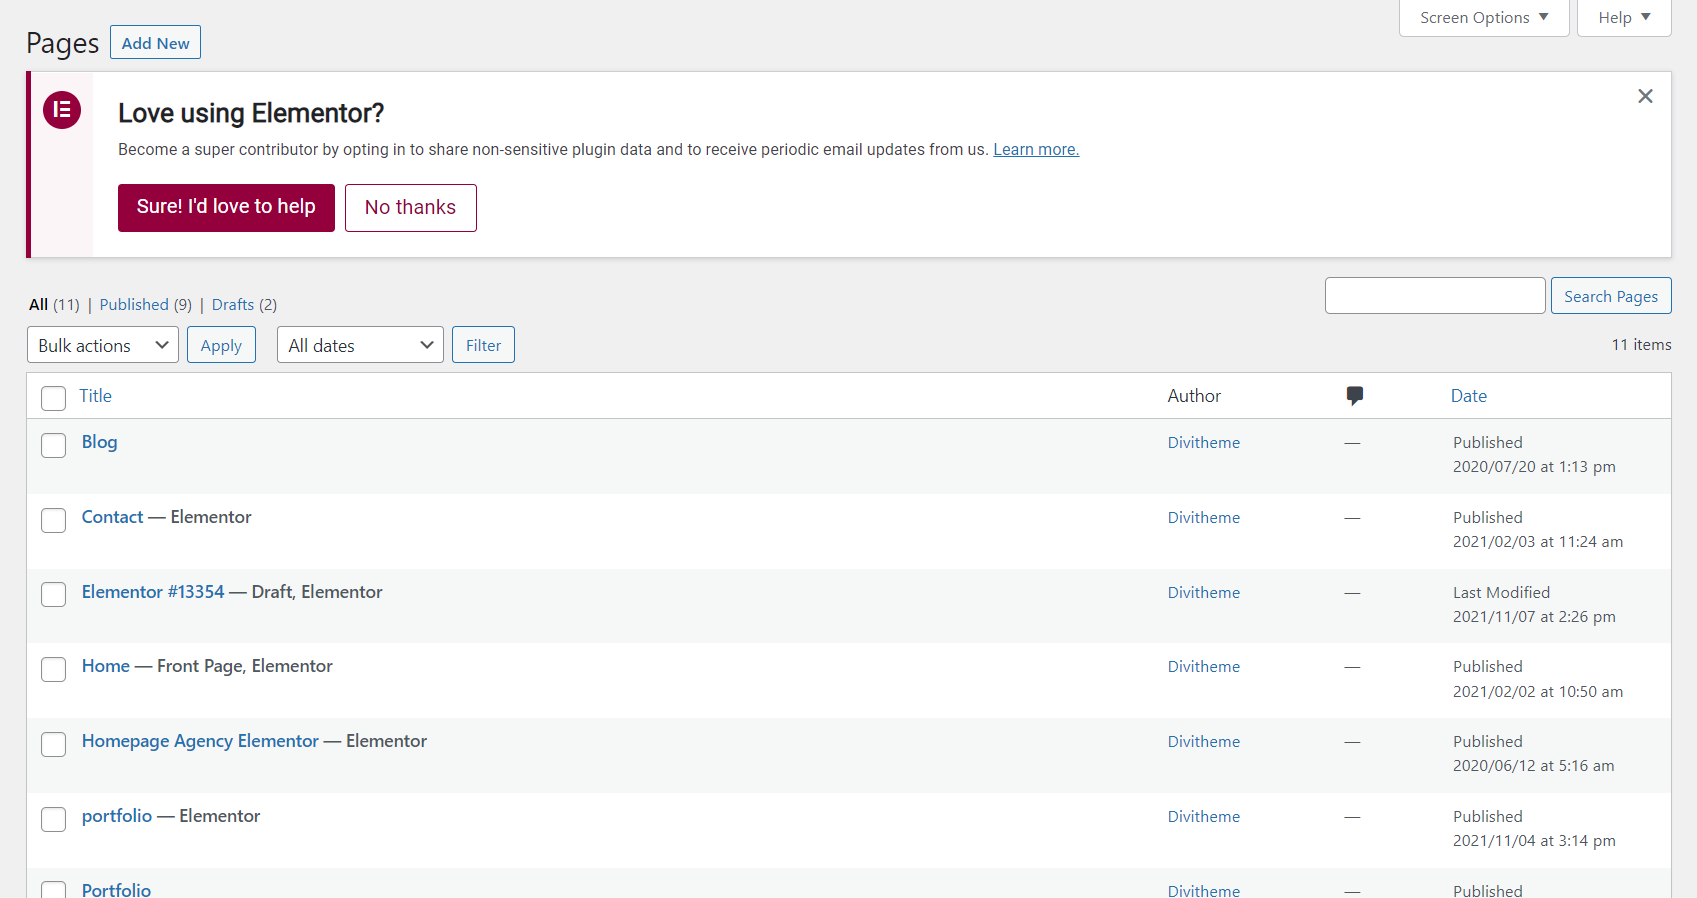 Screen Options ▼
Help ▼
Pages
Add New
Love using Elementor?
Become a super contributor by opting in to share non-sensitive plugin data and to receive periodic email updates from us. Learn more.
Sure! I'd love to help
No thanks
All (11) | Published (9) | Drafts (2)
Search Pages
Bulk actions
Apply
All dates
Filter
11 items
Title
Author
Date
Blog
Divitheme
—
Published
2020/07/20 at 1:13 pm
Contact — Elementor
Divitheme
—
Published
2021/02/03 at 11:24 am
Elementor #13354 — Draft, Elementor
Divitheme
—
Last Modified
2021/11/07 at 2:26 pm
Home — Front Page, Elementor
Divitheme
—
Published
2021/02/02 at 10:50 am
Homepage Agency Elementor — Elementor
Divitheme
—
Published
2020/06/12 at 5:16 am
portfolio — Elementor
Divitheme
—
Published
2021/11/04 at 3:14 pm
Portfolio
Divitheme
—
Published